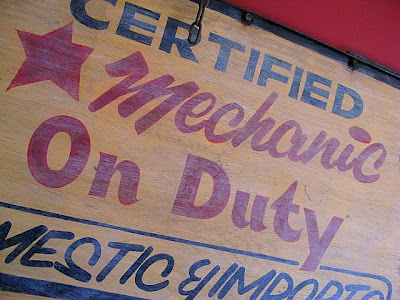 CERTIFIED
Mechanic
On Duty
MESTIC & IMPORTS